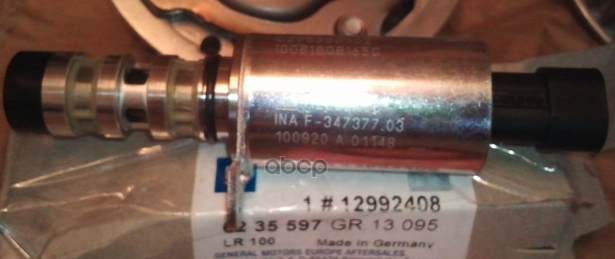 INA F-347377.03
100920 A 01148
abcp
1 # 12992408
62 35 597 GR 13.095
LR 100 Made in Germany
GENERAL MOTORS EUROPE AFTERSALES